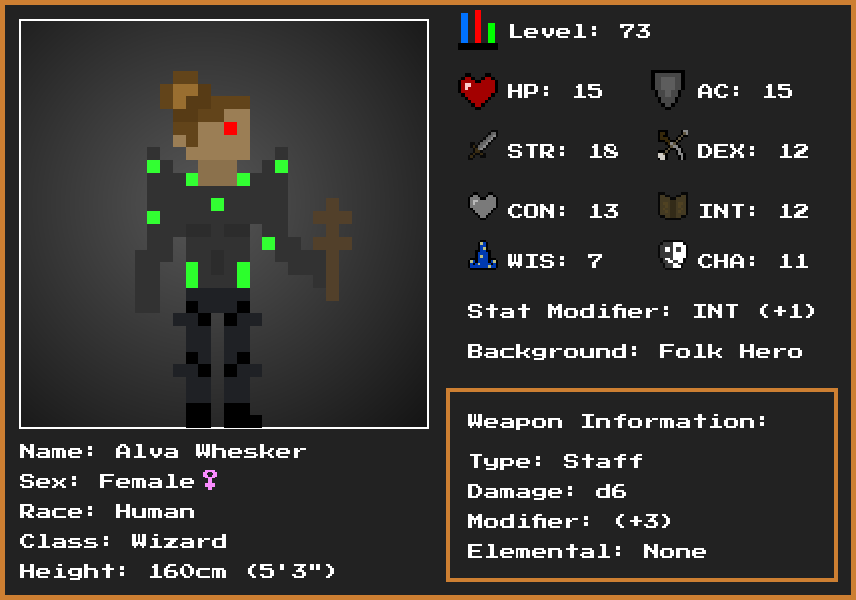 Level: 73
HP: 15
AC: 15
STR: 18
DEX: 12
CON: 13
INT: 12
WIS: 7
CHA: 11
Stat Modifier: INT (+1)
Background: Folk Hero
Weapon Information:
Type: Staff
Damage: d6
Modifier: (+3)
Elemental: None
Name: Alva Whesker
Sex: Female♀
Race: Human
Class: Wizard
Height: 160cm (5'3")